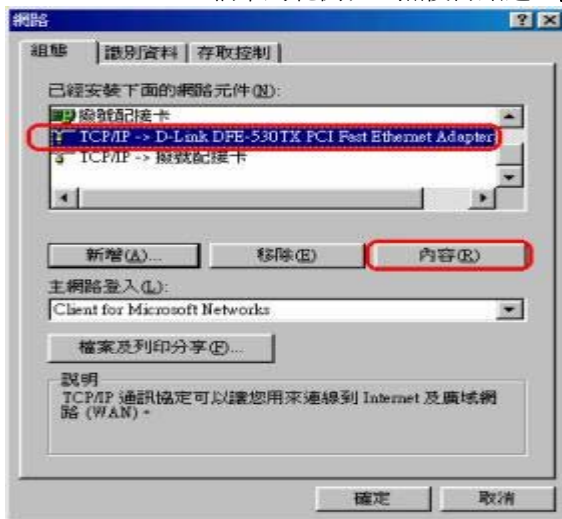 網路
組態 識別資料 存取控制
已經安裝下面的網路元件(N):
撥號配接卡
TCP/IP -> D-Link DFE-530TX PCI Fast Ethernet Adapter
TCP/IP -> 撥號配接卡
新增(A)... 移除(E) 內容(R)
主網路登入(L):
Client for Microsoft Networks
檔案及列印分享(F)...
說明
TCP/IP 通訊協定可以讓您用來連線到 Internet 及廣域網
路 (WAN)。
確定 取消